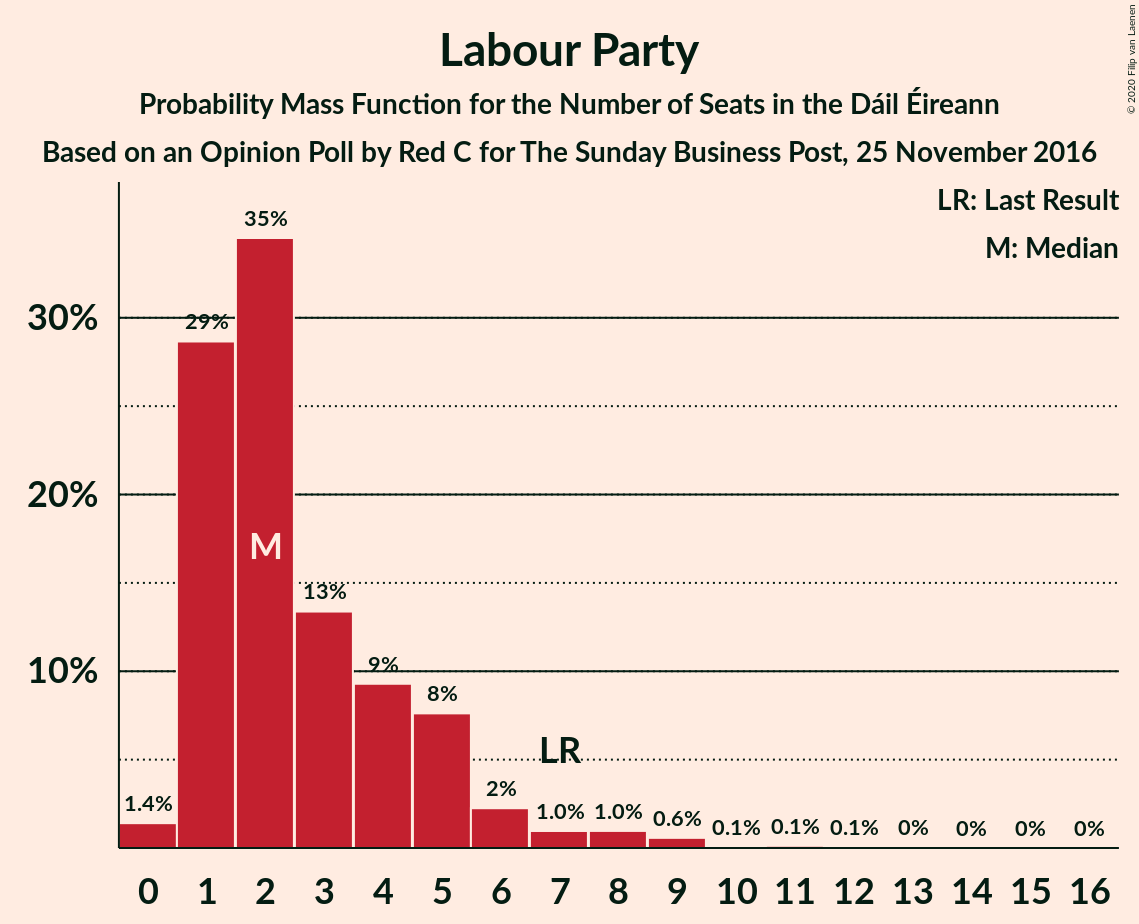 Labour Party
Probability Mass Function for the Number of Seats in the Dáil Éireann
Based on an Opinion Poll by Red C for The Sunday Business Post, 25 November 2016
© 2020 Filip van Laenen
LR: Last Result
M: Median
35%
30%
29%
20%
M
13%
10%
9%
8%
LR
2%
1.4%
1.0%
1.0%
0.6%
0.1%
0.1%
0.1%
0%
0%
0%
0%
0 1 2 3 4 5 6 7 8 9 10 11 12 13 14 15 16